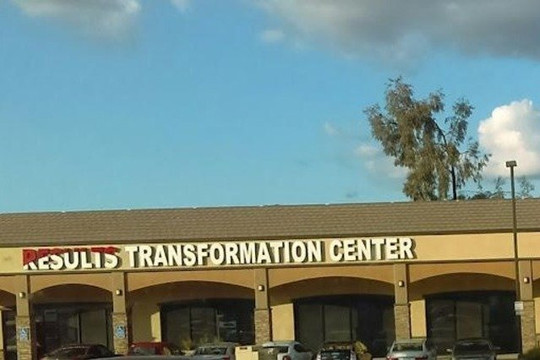 RESULTS TRANSFORMATION CENTER